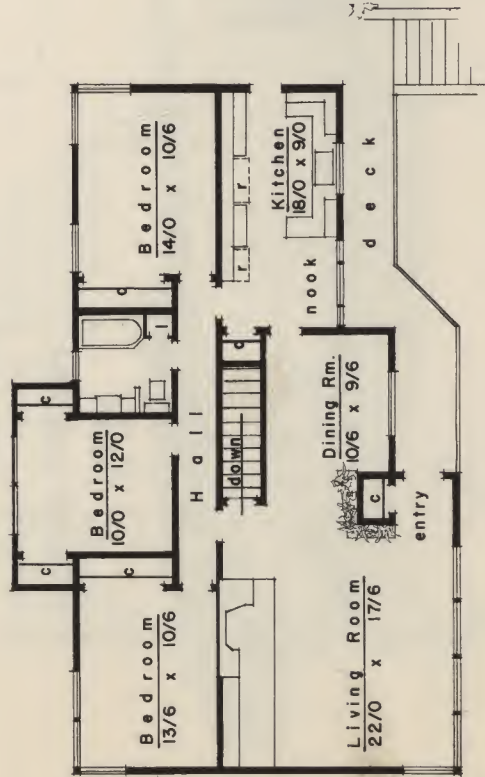 Bedroom
14/0 x 10/6
c
l
c
Bedroom
10/0 x 12/0
c
c
Bedroom
13/6 x 10/6
Hall
r
r
Kitchen
18/0 x 9/0
nook
deck
c
down
Dining Rm.
10/6 x 9/6
c
entry
Living Room
22/0 x 17/6